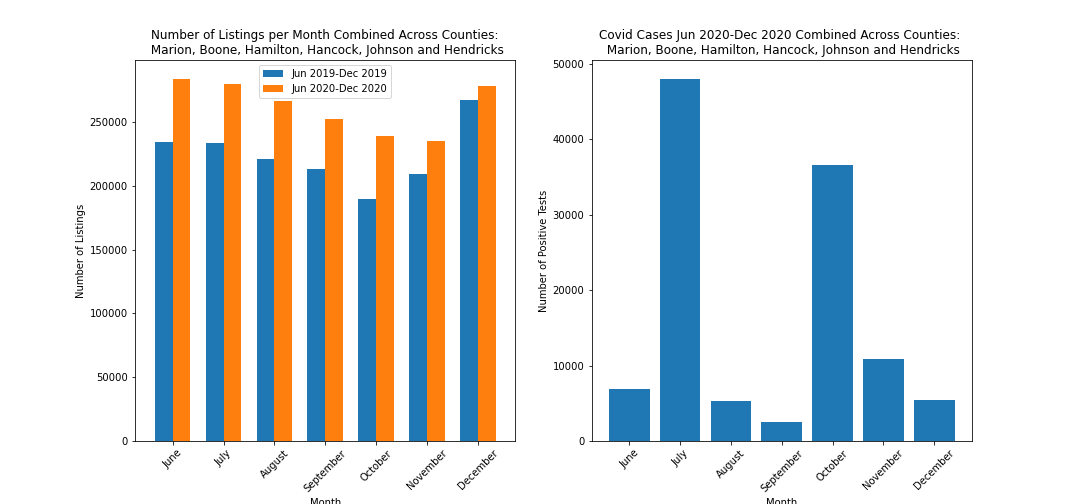 Number of Listings per Month Combined Across Counties:
Marion, Boone, Hamilton, Hancock, Johnson and Hendricks
Jun 2019-Dec 2019
Jun 2020-Dec 2020
Number of Listings
250000
200000
150000
100000
50000
0
June
July
August
September
October
November
December
Month
Covid Cases Jun 2020-Dec 2020 Combined Across Counties:
Marion, Boone, Hamilton, Hancock, Johnson and Hendricks
Number of Positive Tests
50000
40000
30000
20000
10000
0
June
July
August
September
October
November
December
Month